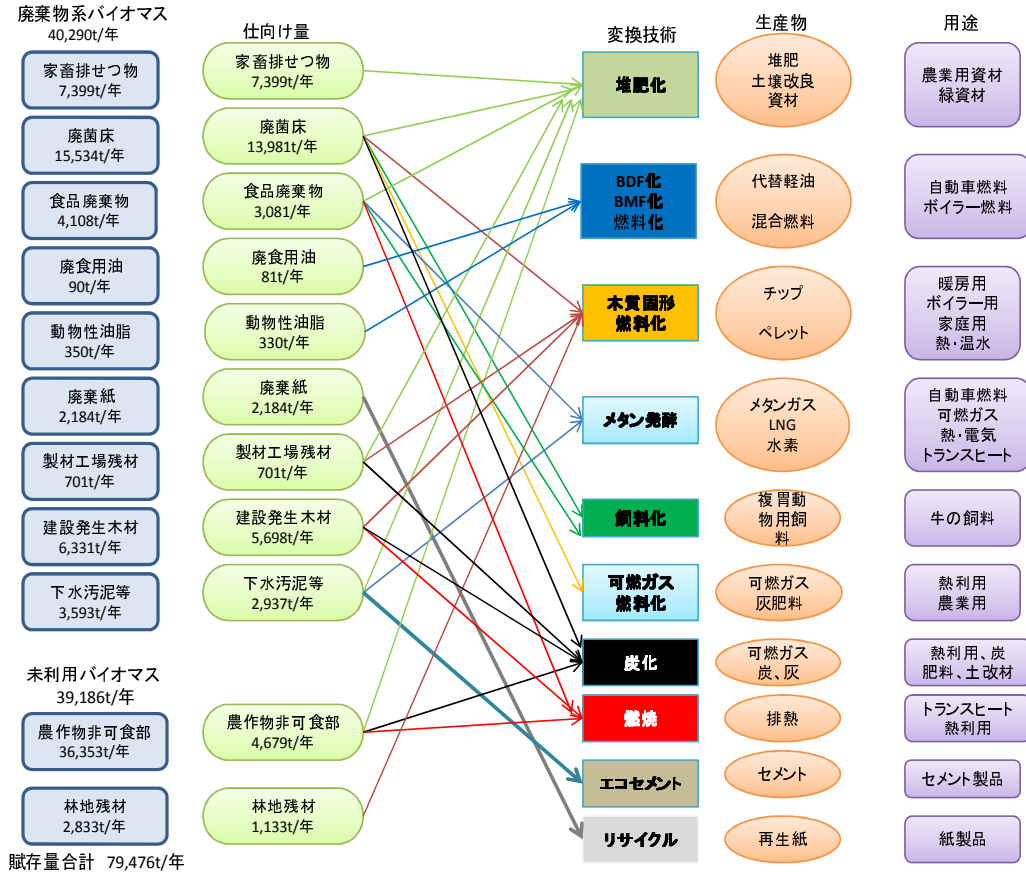 廃棄物系バイオマス
40,290t/年
家畜排せつ物
7,399t/年
廃菌床
15,534t/年
食品廃棄物
4,108t/年
廃食用油
90t/年
動物性油脂
350t/年
廃棄紙
2,184t/年
製材工場残材
701t/年
建設発生木材
6,331t/年
下水汚泥等
3,593t/年
未利用バイオマス
39,186t/年
農作物非可食部
36,353t/年
林地残材
2,833t/年
賦存量合計 79,476t/年
仕向け量
家畜排せつ物
7,399t/年
廃菌床
13,981t/年
食品廃棄物
3,081/年
廃食用油
81t/年
動物性油脂
330t/年
廃棄紙
2,184t/年
製材工場残材
701t/年
建設発生木材
5,698t/年
下水汚泥等
2,937t/年
農作物非可食部
4,679t/年
林地残材
1,133t/年
変換技術
堆肥化
BDF化
BMF化
燃料化
木質固形
燃料化
メタン発酵
飼料化
可燃ガス
燃料化
炭化
燃焼
エコセメント
リサイクル
生産物
堆肥
土壌改良
資材
代替軽油
混合燃料
チップ
ペレット
メタンガス
LNG
水素
複胃動
物用飼
料
可燃ガス
灰肥料
可燃ガス
炭、灰
排熱
セメント
再生紙
用途
農業用資材
緑資材
自動車燃料
ボイラー燃料
暖房用
ボイラー用
家庭用
熱・温水
自動車燃料
可燃ガス
熱・電気
トランスヒート
牛の飼料
熱利用
農業用
熱利用、炭
肥料、土改材
トランスヒート
熱利用
セメント製品
紙製品